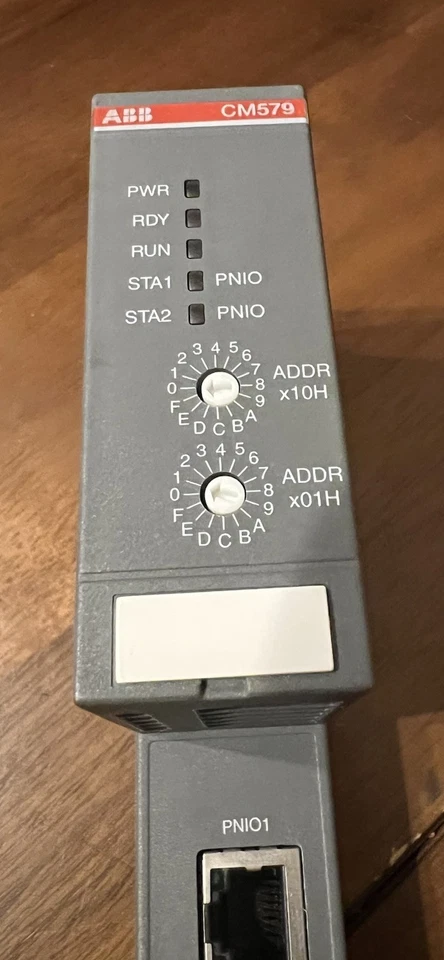 ABB CM579
PWR
RDY
RUN
STA1 PNIO
STA2 PNIO
0 1 2 3 4 5 6 7 8 9 A B C D E F
ADDR
x10H
0 1 2 3 4 5 6 7 8 9 A B C D E F
ADDR
x01H
PNIO1